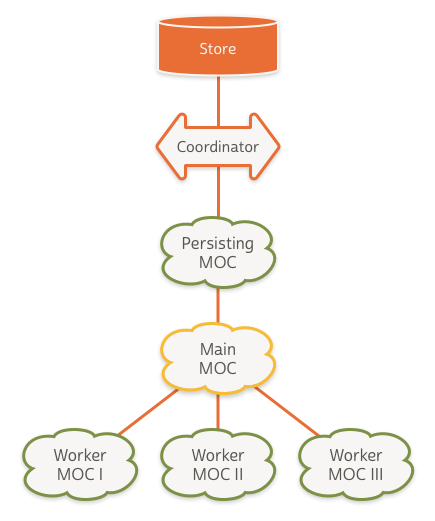 Store
Coordinator
Persisting
MOC
Main
MOC
Worker
MOC I
Worker
MOC II
Worker
MOC III